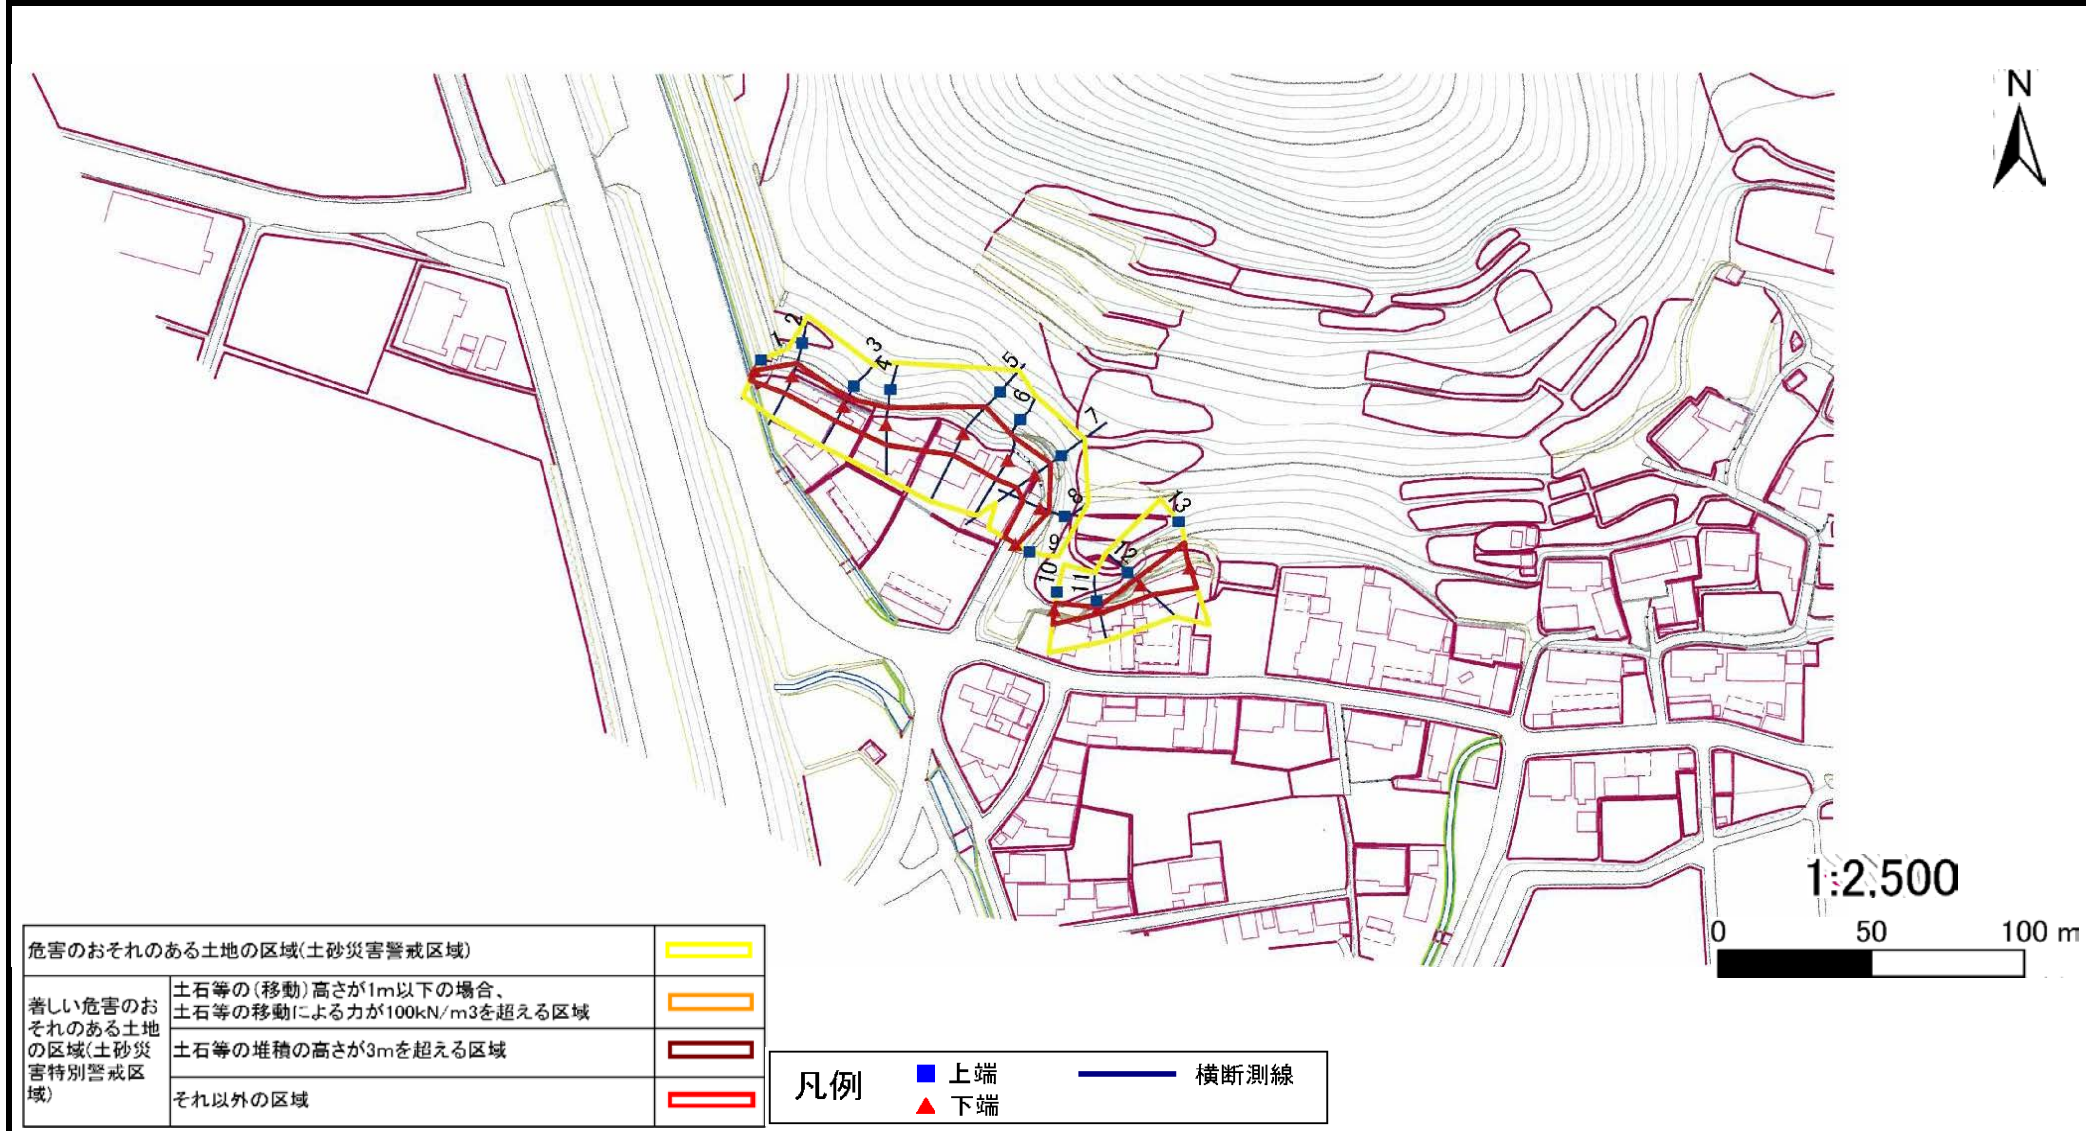 N
1
2
3
4
5
6
7
8
9
10
11
12
13
1:2,500
0 50 100 m
危害のおそれのある土地の区域(土砂災害警戒区域)
著しい危害のお
それのある土地
の区域(土砂災
害特別警戒区
域)
土石等の(移動)高さが1m以下の場合、
土石等の移動による力が100kN/m3を超える区域
土石等の堆積の高さが3mを超える区域
それ以外の区域
凡例
上端
下端
横断測線